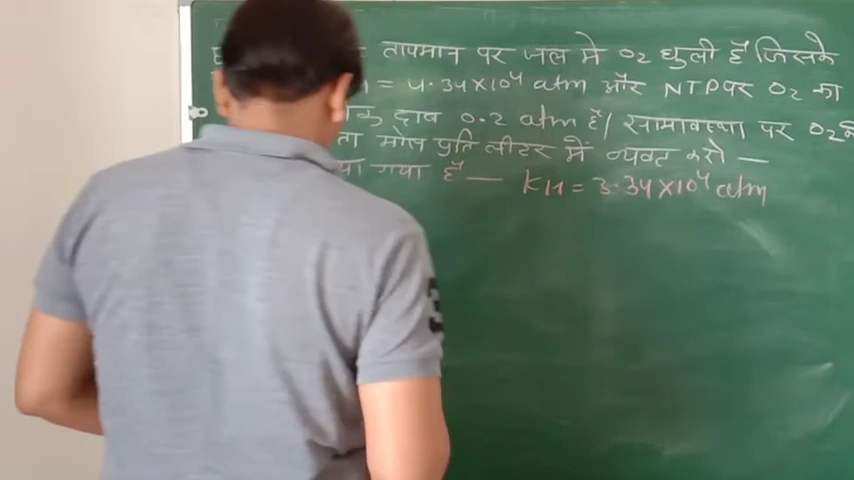 तापमान पर जल मे O₂ घुली हैं जिसके
= 4.34×10⁴ atm और NTP पर O₂ का
दाब 0.2 atm हैं| साम्यावस्था पर O₂
मोल प्रति लीटर में व्यक्त करो —
गया हैं — KH = 3.34×10⁴ atm
3